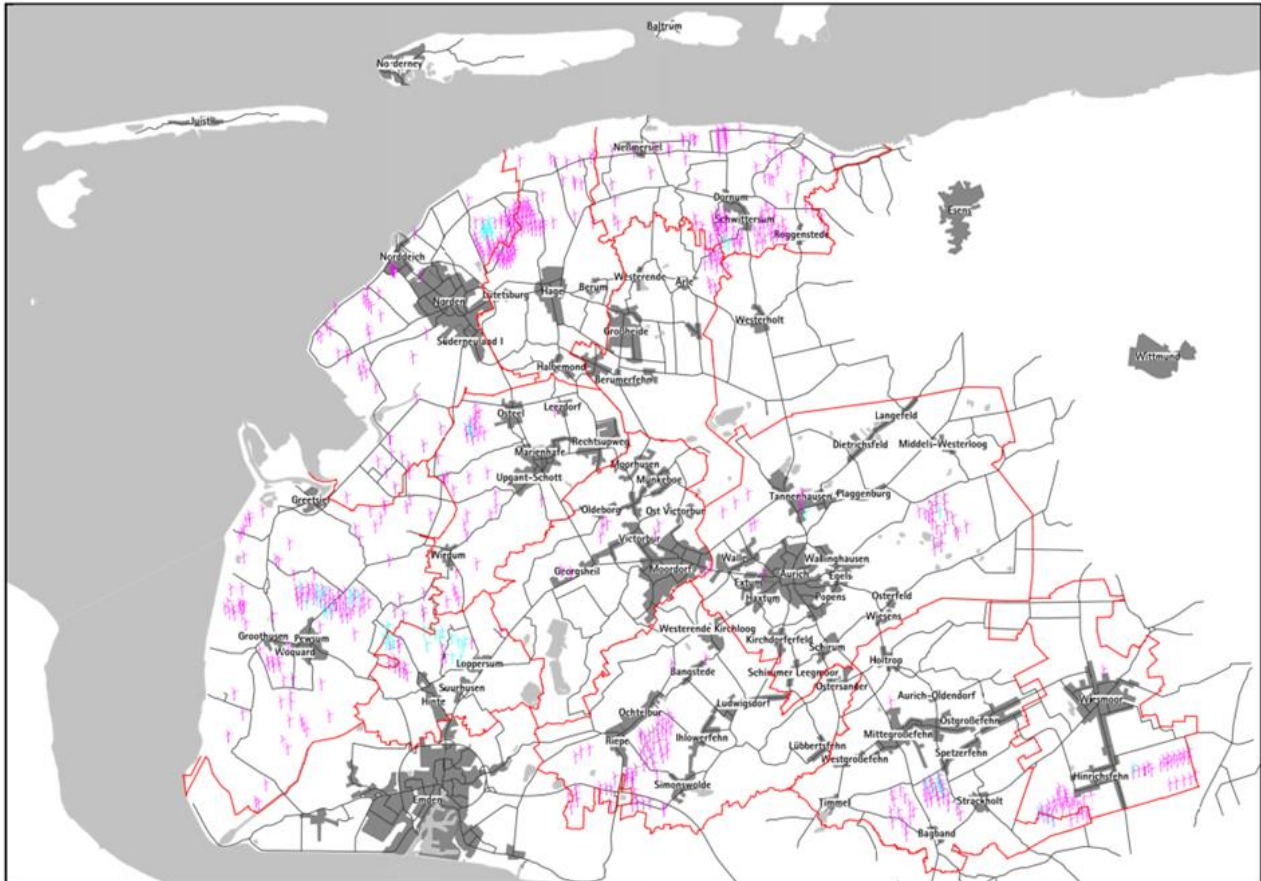 Baltrum
Norderney
Juist
Neßmersiel
Dornum
Schwittersum
Esens
Roggenstede
Norddeich
Westerende
Arle
Berum
Hage
Lütetsburg
Norden
Westerholt
Großheide
Süderneuland I
Wittmund
Halbemond
Berumerfehn
Leezdorf
Osteel
Langefeld
Rechtsupweg
Dietrichsfeld
Middels-Westerloog
Marienhafe
Moorhusen
Upgant-Schott
Münkeboe
Tannenhausen
Plaggenburg
Greetsiel
Oldeborg
Ost Victorbur
Victorbur
Wirdum
Walle
Wallinghausen
Georgsheil
Moordorf
Aurich
Egels
Extum
Haxtum
Popens
Osterfeld
Wiesens
Westerende Kirchloog
Groothusen
Pewsum
Kirchdorferfeld
Woquard
Schirum
Loppersum
Holtrop
Bangstede
Schirumer Leegmoor
Suurhusen
Ostersander
Hinte
Aurich-Oldendorf
Wiesmoor
Ludwigsdorf
Ochtelbur
Ostgroßefehn
Riepe
Ihlowerfehn
Mittegroßefehn
Lübbertsfehn
Spetzerfehn
Westgroßefehn
Hinrichsfehn
Simonswolde
Emden
Timmel
Strackholt
Bagband